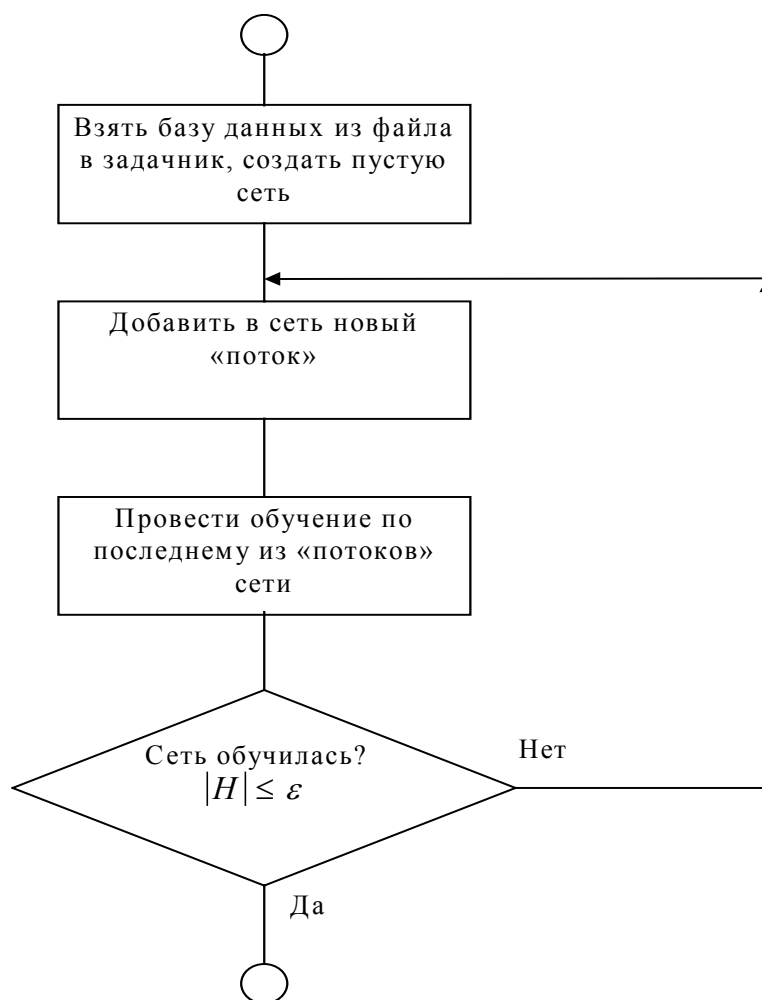 Взять базу данных из файла
в задачник, создать пустую
сеть
Добавить в сеть новый
«поток»
Провести обучение по
последнему из «потоков»
сети
Сеть обучилась?
|H| ≤ ε
Нет
Да